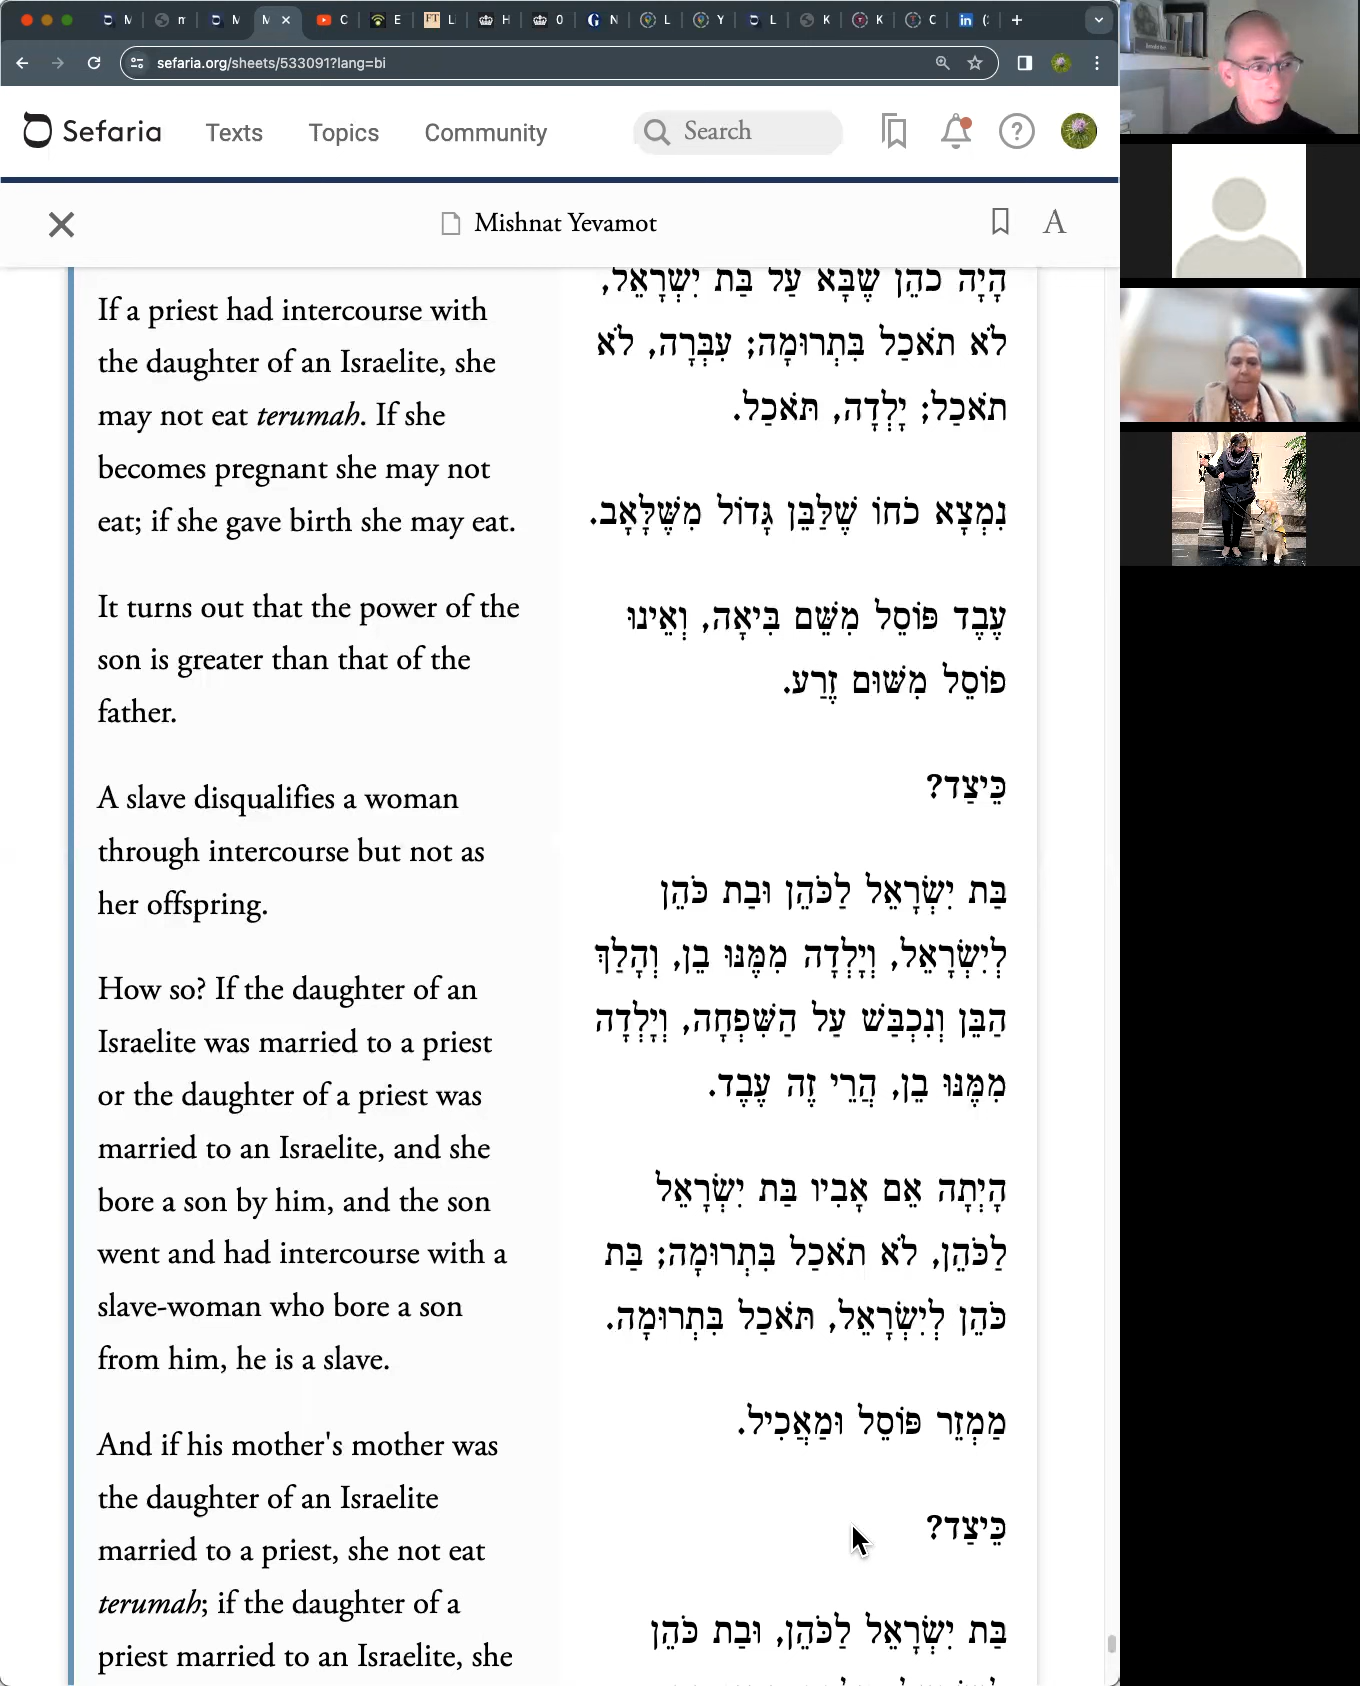 M
n
M
M
C
E
FT L
H
O
G N
L
Y
L
K
K
C
in (
sefaria.org/sheets/533091?lang=bi
Sefaria Texts Topics Community Search
Mishnat Yevamot A
If a priest had intercourse with
the daughter of an Israelite, she
may not eat terumah. If she
becomes pregnant she may not
eat; if she gave birth she may eat.
It turns out that the power of the
son is greater than that of the
father.
A slave disqualifies a woman
through intercourse but not as
her offspring.
How so? If the daughter of an
Israelite was married to a priest
or the daughter of a priest was
married to an Israelite, and she
bore a son by him, and the son
went and had intercourse with a
slave-woman who bore a son
from him, he is a slave.
And if his mother's mother was
the daughter of an Israelite
married to a priest, she not eat
terumah; if the daughter of a
priest married to an Israelite, she
הָיָה כֹהֵן שֶׁבָּא עַל בַּת יִשְׂרָאֵל,
לֹא תֹאכַל בִּתְרוּמָה; עִבְּרָה, לֹא
תֹאכַל; יָלְדָה, תֹּאכַל.
נִמְצָא כֹחוֹ שֶׁלַּבֵּן גָּדוֹל מִשֶּׁלָּאָב.
עֶבֶד פּוֹסֵל מִשֵּׁם בִּיאָה, וְאֵינוּ
פוֹסֵל מִשּׁוּם זֶרַע.
כֵּיצַד?
בַּת יִשְׂרָאֵל לַכֹּהֵן וּבַת כֹּהֵן
לְיִשְׂרָאֵל, וְיָלְדָה מִמֶּנּוּ בֵן, וְהָלַךְ
הַבֵּן וְנִכְבַּשׁ עַל הַשִּׁפְחָה, וְיָלְדָה
מִמֶּנּוּ בֵן, הֲרֵי זֶה עֶבֶד.
הָיְתָה אֵם אָבִיו בַּת יִשְׂרָאֵל
לַכֹּהֵן, לֹא תֹאכַל בִּתְרוּמָה; בַּת
כֹּהֵן לְיִשְׂרָאֵל, תֹּאכַל בִּתְרוּמָה.
מַמְזֵר פּוֹסֵל וּמַאֲכִיל.
כֵּיצַד?
בַּת יִשְׂרָאֵל לַכֹּהֵן, וּבַת כֹּהֵן